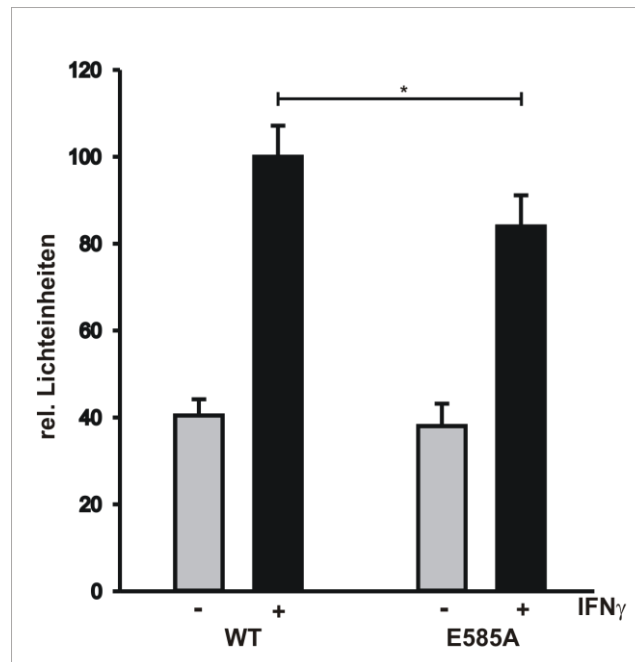 *
120
100
80
60
40
20
0
rel. Lichteinheiten
- + - + IFNγ
WT E585A